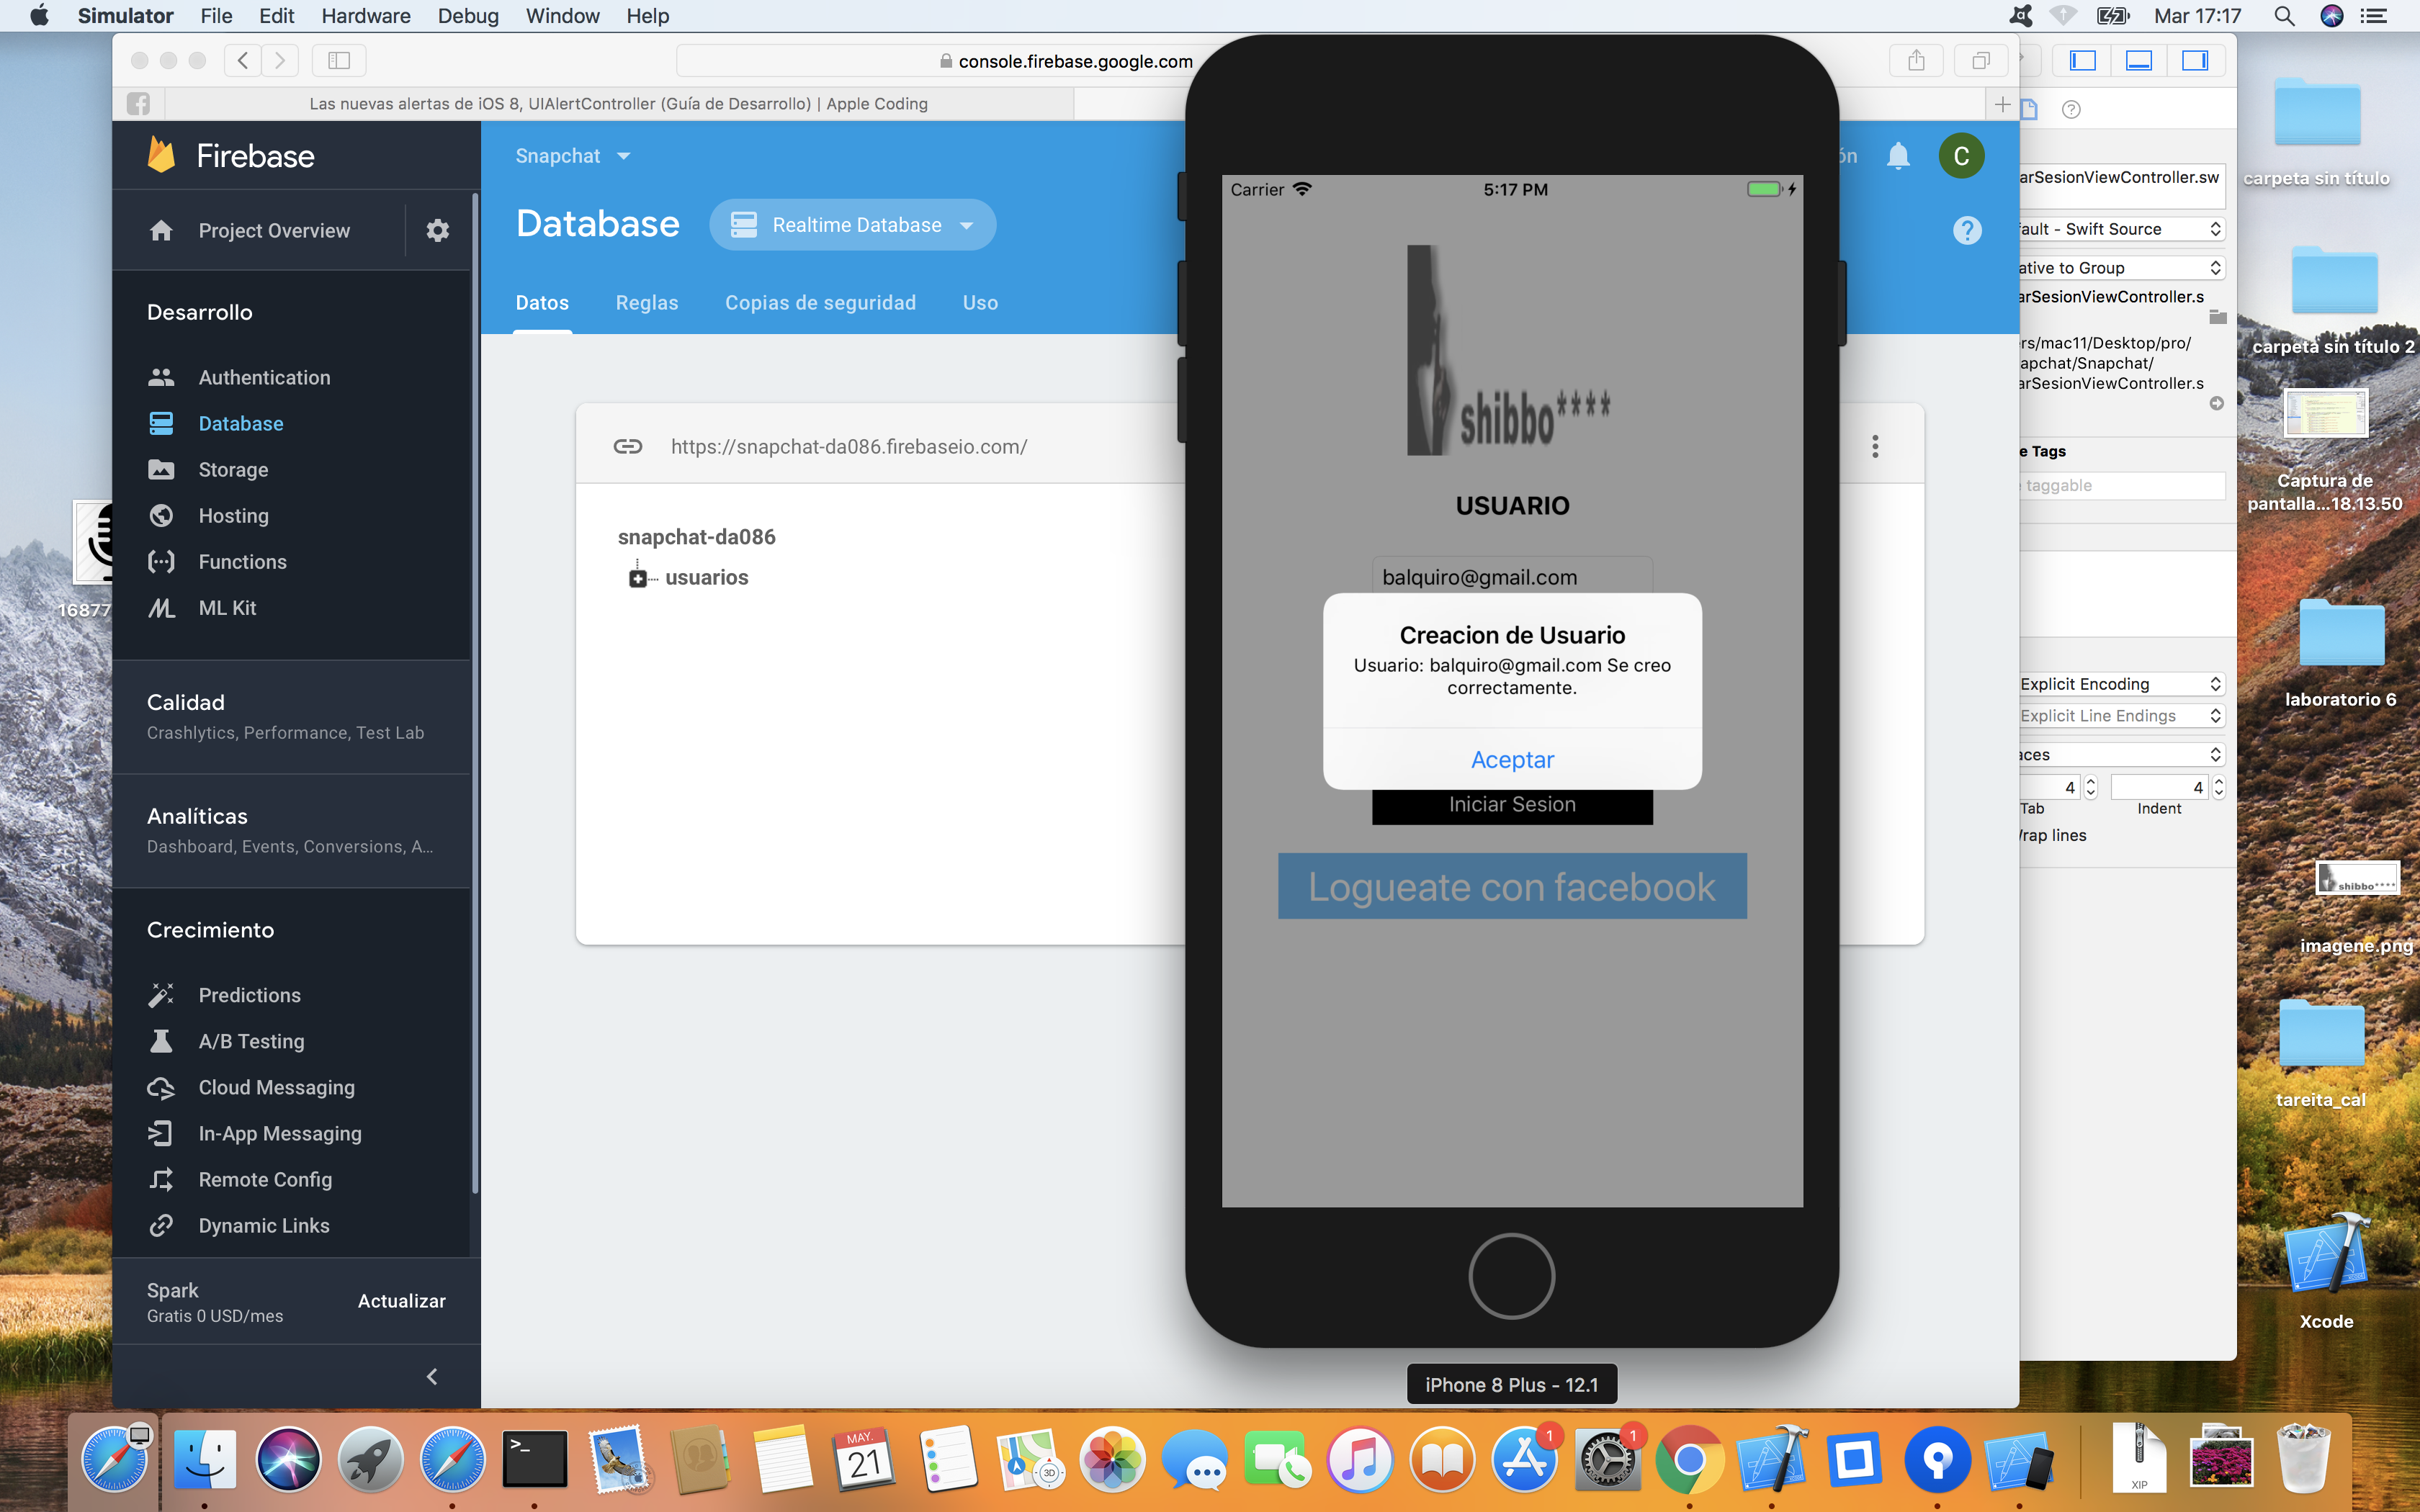 Simulator File Edit Hardware Debug Window Help
Mar 17:17
console.firebase.google.com
Las nuevas alertas de iOS 8, UIAlertController (Guía de Desarrollo) | Apple Coding
Firebase
Project Overview
Desarrollo
Authentication
Database
Storage
Hosting
Functions
ML Kit
Calidad
Crashlytics, Performance, Test Lab
Analíticas
Dashboard, Events, Conversions, A...
Crecimiento
Predictions
A/B Testing
Cloud Messaging
In-App Messaging
Remote Config
Dynamic Links
Spark
Gratis 0 USD/mes
Actualizar
Snapchat
ón
C
Database
Realtime Database
?
Datos Reglas Copias de seguridad Uso
https://snapchat-da086.firebaseio.com/
snapchat-da086
usuarios
Carrier
5:17 PM
shibbo****
USUARIO
balquiro@gmail.com
Creacion de Usuario
Usuario: balquiro@gmail.com Se creo
correctamente.
Aceptar
Iniciar Sesion
Logueate con facebook
iPhone 8 Plus - 12.1
arSesionViewController.sw
fault - Swift Source
ative to Group
arSesionViewController.s
rs/mac11/Desktop/pro/
apchat/Snapchat/
arSesionViewController.s
e Tags
taggable
Explicit Encoding
Explicit Line Endings
aces
4 4
Tab Indent
Wrap lines
16877
carpeta sin título
carpeta sin título 2
Captura de
pantalla...18.13.50
laboratorio 6
shibbo****
imagene.png
tareita_cal
Xcode
>_
MAY.
21
3D
1
1
XIP